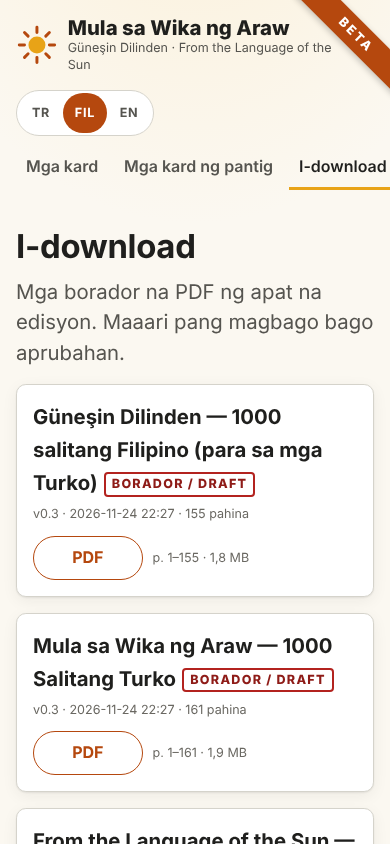 Mula sa Wika ng Araw
Güneşin Dilinden · From the Language of the
Sun
BETA
TR FIL EN
Mga kard Mga kard ng pantig I-download
I-download
Mga borador na PDF ng apat na
edisyon. Maaari pang magbago bago
aprubahan.
Güneşin Dilinden — 1000
salitang Filipino (para sa mga
Turko) BORADOR / DRAFT
v0.3 · 2026-11-24 22:27 · 155 pahina
PDF p. 1–155 · 1,8 MB
Mula sa Wika ng Araw — 1000
Salitang Turko BORADOR / DRAFT
v0.3 · 2026-11-24 22:27 · 161 pahina
PDF p. 1–161 · 1,9 MB
From the Language of the Sun —